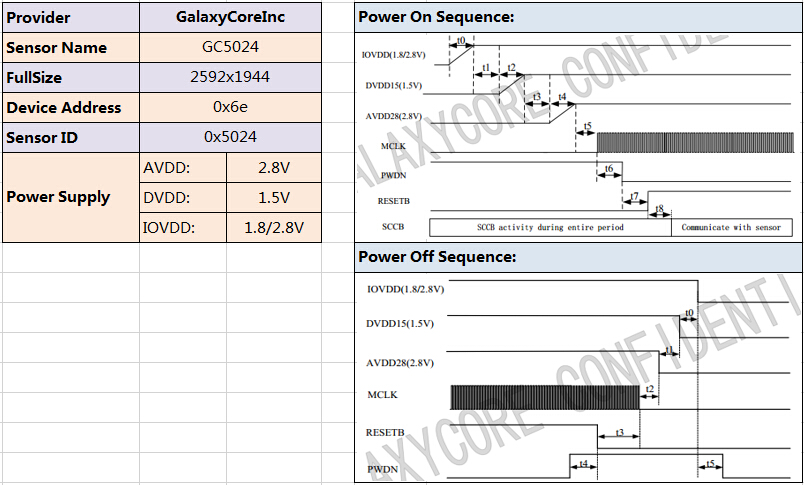 Provider GalaxyCoreInc
Sensor Name GC5024
FullSize 2592x1944
Device Address 0x6e
Sensor ID 0x5024
Power Supply
AVDD: 2.8V
DVDD: 1.5V
IOVDD: 1.8/2.8V
Power On Sequence:
IOVDD(1.8/2.8V)
t0
DVDD15(1.5V)
t1 t2
AVDD28(2.8V)
t3 t4
MCLK
t5
PWDN
t6
RESETB
t7
t8
SCCB
SCCB activity during entire period
Communicate with sensor
ALAXYCORE CONFIDENTI
Power Off Sequence:
IOVDD(1.8/2.8V)
DVDD15(1.5V)
t0
AVDD28(2.8V)
t1
MCLK
t2
RESETB
t3
PWDN
t4
t5
LAXYCORE CONFIDENTI